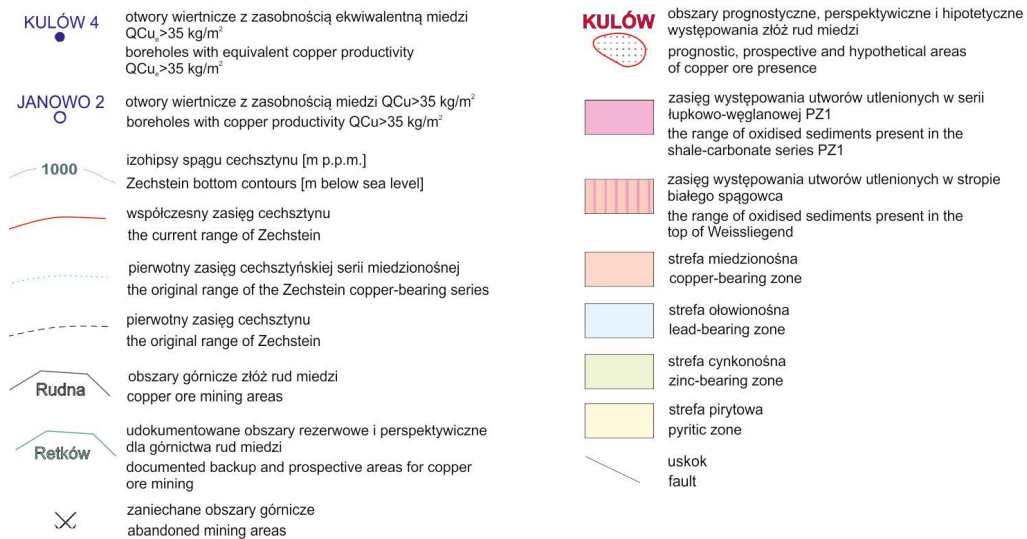 KULÓW 4
otwory wiertnicze z zasobnością ekwiwalentną miedzi
QCuₑ>35 kg/m²
boreholes with equivalent copper productivity
QCuₑ>35 kg/m²
JANOWO 2
otwory wiertnicze z zasobnością miedzi QCu>35 kg/m²
boreholes with copper productivity QCu>35 kg/m²
1000
izohipsy spągu cechsztynu [m p.p.m.]
Zechstein bottom contours [m below sea level]
współczesny zasięg cechsztynu
the current range of Zechstein
pierwotny zasięg cechsztyńskiej serii miedzionośnej
the original range of the Zechstein copper-bearing series
pierwotny zasięg cechsztynu
the original range of Zechstein
Rudna
obszary górnicze złóż rud miedzi
copper ore mining areas
Retków
udokumentowane obszary rezerwowe i perspektywiczne
dla górnictwa rud miedzi
documented backup and prospective areas for copper
ore mining
zaniechane obszary górnicze
abandoned mining areas
KULÓW
obszary prognostyczne, perspektywiczne i hipotetyczne
występowania złóż rud miedzi
prognostic, prospective and hypothetical areas
of copper ore presence
zasięg występowania utworów utlenionych w serii
łupkowo-węglanowej PZ1
the range of oxidised sediments present in the
shale-carbonate series PZ1
zasięg występowania utworów utlenionych w stropie
białego spągowca
the range of oxidised sediments present in the
top of Weissliegend
strefa miedzionośna
copper-bearing zone
strefa ołowionośna
lead-bearing zone
strefa cynkonośna
zinc-bearing zone
strefa pirytowa
pyritic zone
uskok
fault